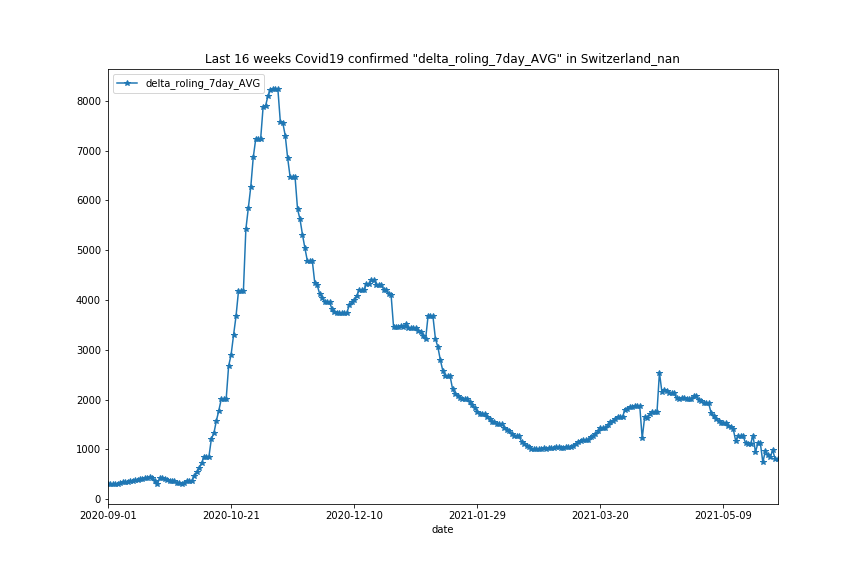 Last 16 weeks Covid19 confirmed "delta_roling_7day_AVG" in Switzerland_nan
delta_roling_7day_AVG
8000
7000
6000
5000
4000
3000
2000
1000
0
2020-09-01 2020-10-21 2020-12-10 2021-01-29 2021-03-20 2021-05-09
date